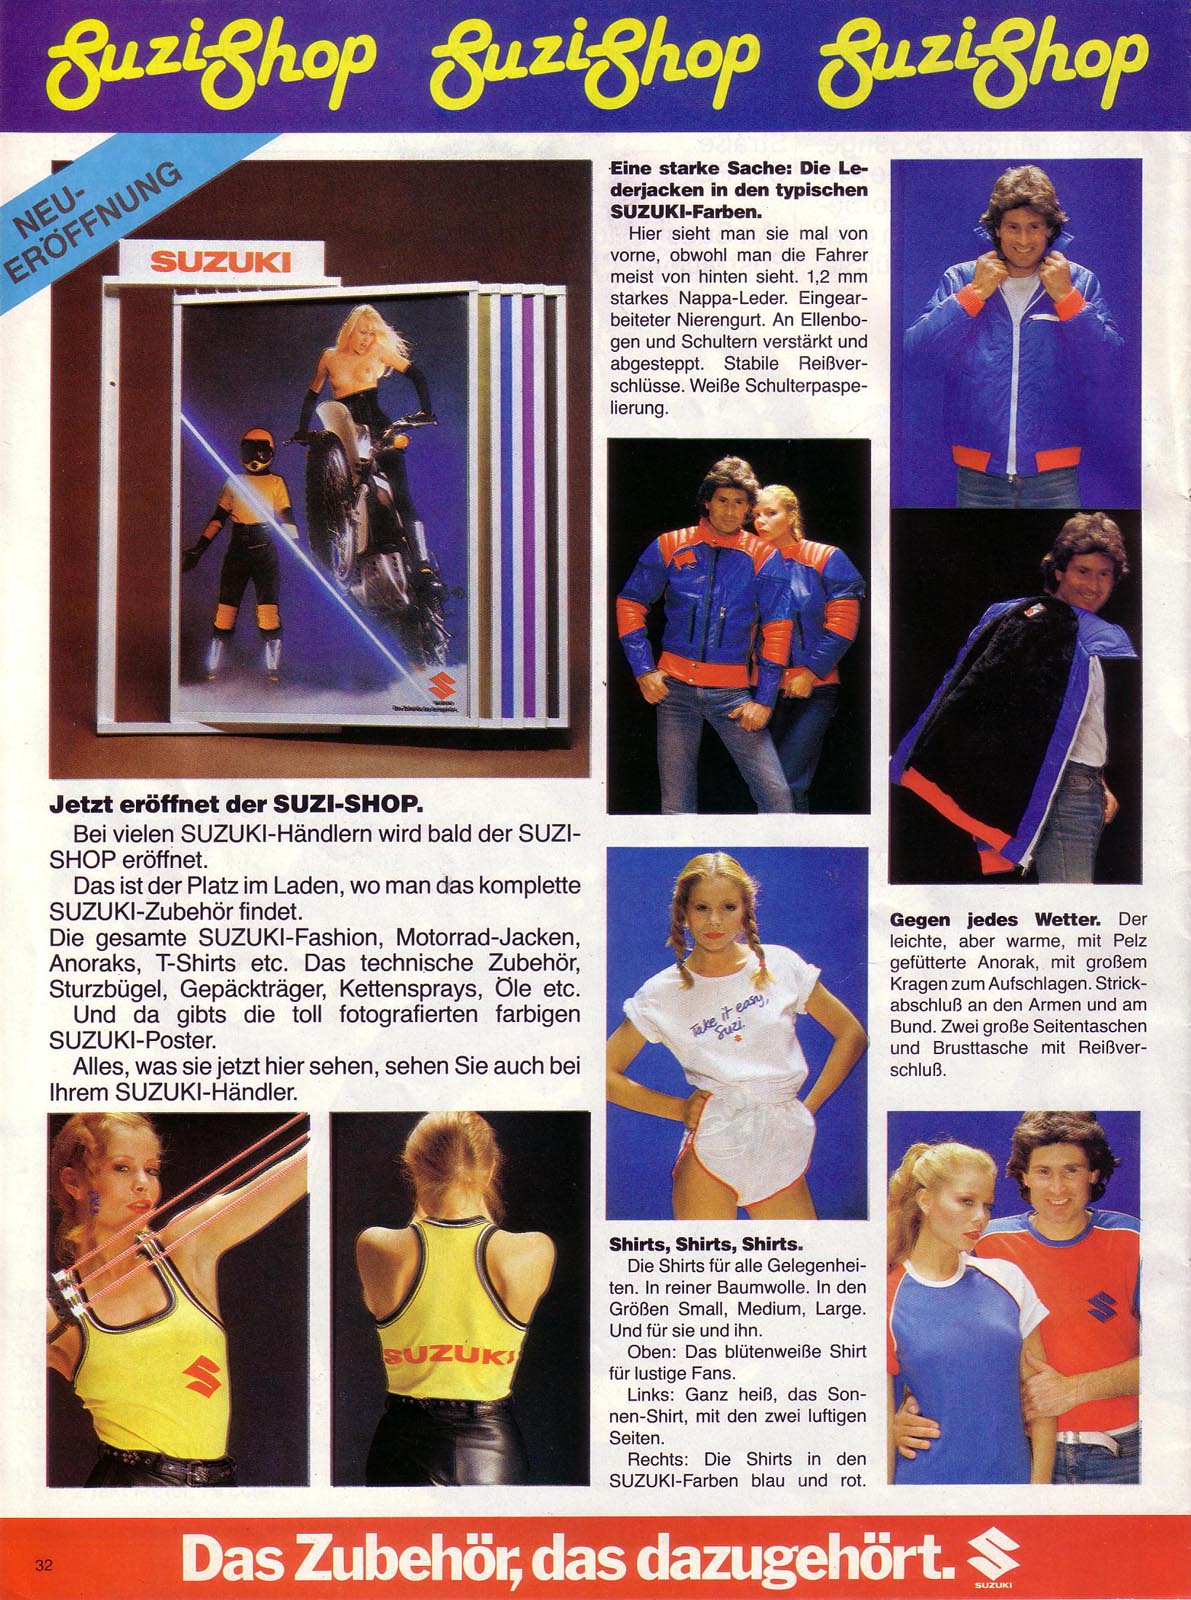 SuziShop SuziShop SuziShop
NEU-
ERÖFFNUNG
SUZUKI
SUZUKI
Jetzt eröffnet der SUZI-SHOP.
Bei vielen SUZUKI-Händlern wird bald der SUZI-
SHOP eröffnet.
Das ist der Platz im Laden, wo man das komplette
SUZUKI-Zubehör findet.
Die gesamte SUZUKI-Fashion, Motorrad-Jacken,
Anoraks, T-Shirts etc. Das technische Zubehör,
Sturzbügel, Gepäckträger, Kettensprays, Öle etc.
Und da gibts die toll fotografierten farbigen
SUZUKI-Poster.
Alles, was sie jetzt hier sehen, sehen Sie auch bei
Ihrem SUZUKI-Händler.
SUZUKI
Eine starke Sache: Die Le-
derjacken in den typischen
SUZUKI-Farben.
Hier sieht man sie mal von
vorne, obwohl man die Fahrer
meist von hinten sieht. 1,2 mm
starkes Nappa-Leder. Eingear-
beiteter Nierengurt. An Ellenbo-
gen und Schultern verstärkt und
abgesteppt. Stabile Reißver-
schlüsse. Weiße Schulterpaspe-
lierung.
Take it easy,
Suzi.
Shirts, Shirts, Shirts.
Die Shirts für alle Gelegenhei-
ten. In reiner Baumwolle. In den
Größen Small, Medium, Large.
Und für sie und ihn.
Oben: Das blütenweiße Shirt
für lustige Fans.
Links: Ganz heiß, das Son-
nen-Shirt, mit den zwei luftigen
Seiten.
Rechts: Die Shirts in den
SUZUKI-Farben blau und rot.
Gegen jedes Wetter. Der
leichte, aber warme, mit Pelz
gefütterte Anorak, mit großem
Kragen zum Aufschlagen. Strick-
abschluß an den Armen und am
Bund. Zwei große Seitentaschen
und Brusttasche mit Reißver-
schluß.
32
Das Zubehör, das dazugehört.
SUZUKI